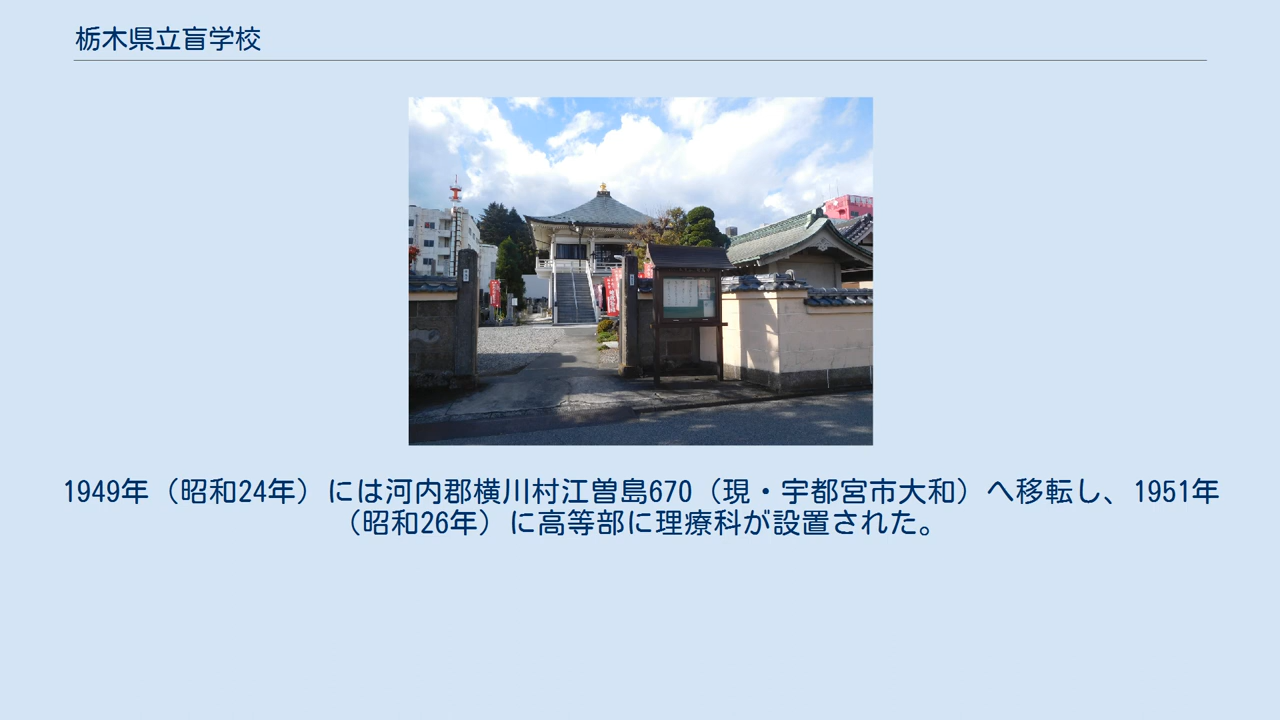 栃木県立盲学校
1949年（昭和24年）には河内郡横川村江曽島670（現・宇都宮市大和）へ移転し、1951年
（昭和26年）に高等部に理療科が設置された。